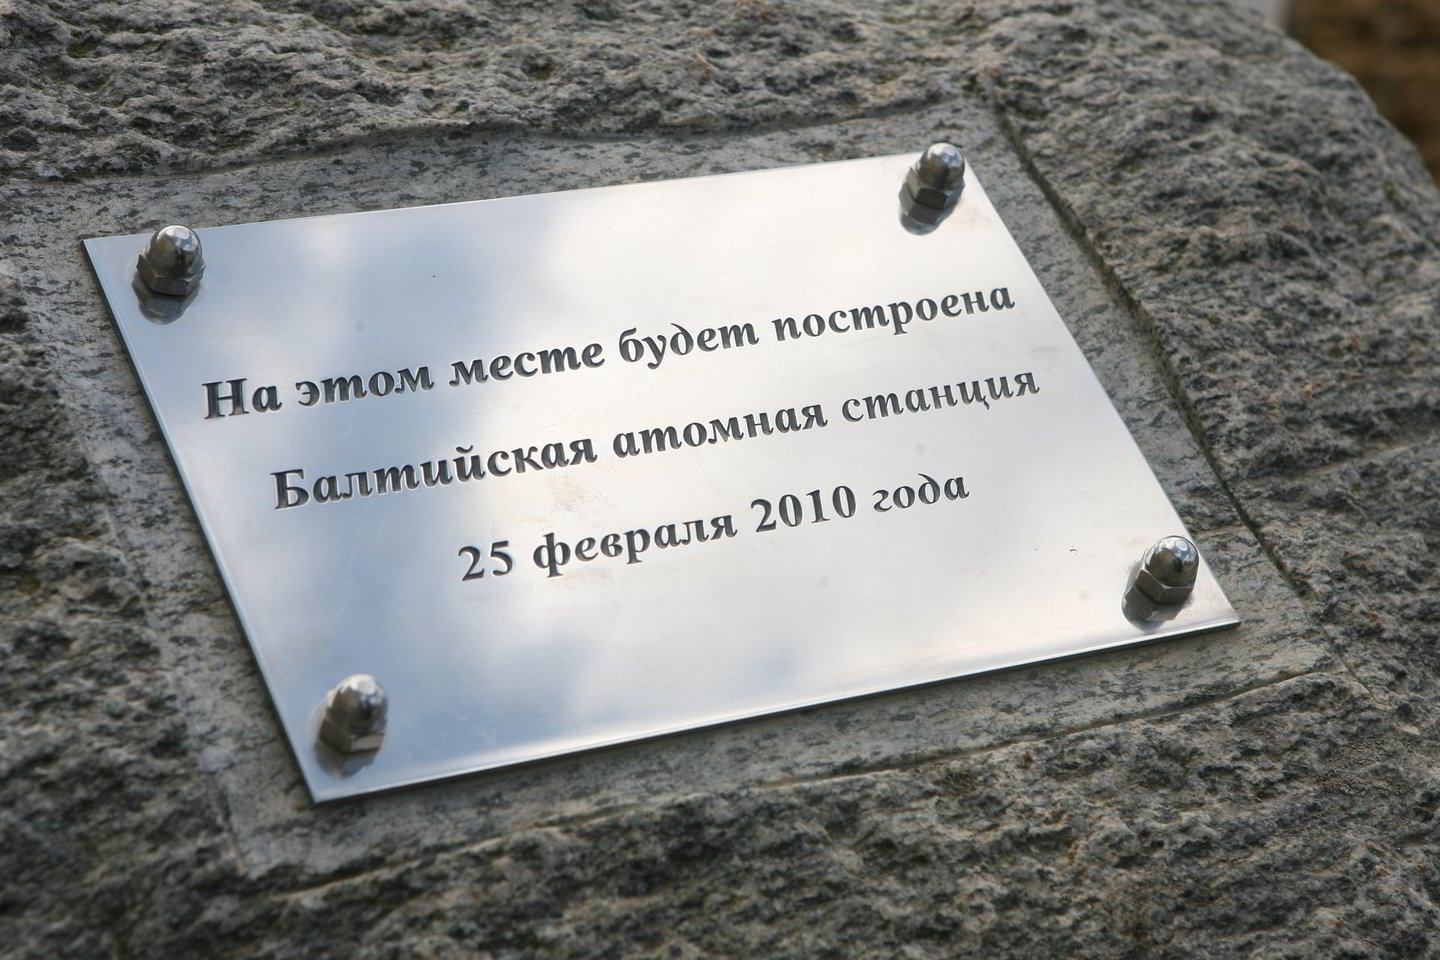 На этом месте будет построена
Балтийская атомная станция
25 февраля 2010 года